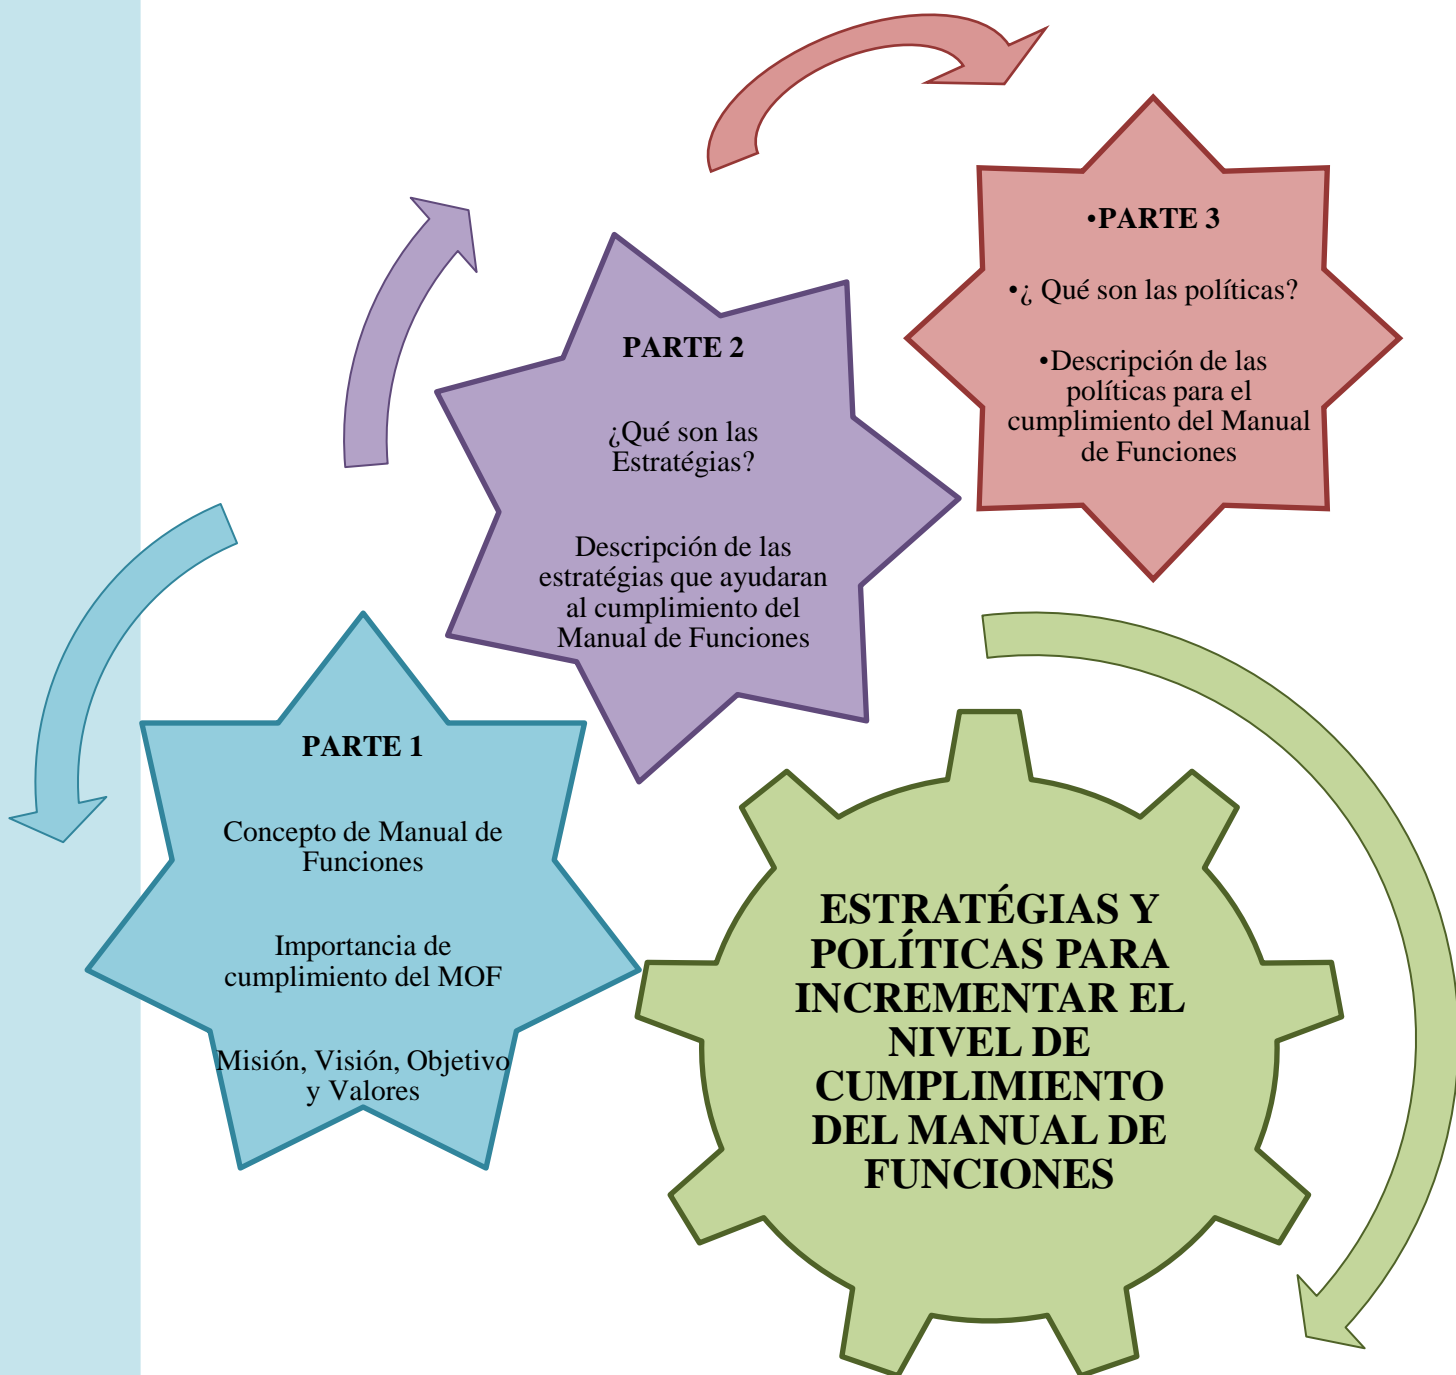 •PARTE 3
•¿ Qué son las políticas?
•Descripción de las
políticas para el
cumplimiento del Manual
de Funciones
PARTE 2
¿Qué son las
Estratégias?
Descripción de las
estratégias que ayudaran
al cumplimiento del
Manual de Funciones
PARTE 1
Concepto de Manual de
Funciones
Importancia de
cumplimiento del MOF
Misión, Visión, Objetivo
y Valores
ESTRATÉGIAS Y
POLÍTICAS PARA
INCREMENTAR EL
NIVEL DE
CUMPLIMIENTO
DEL MANUAL DE
FUNCIONES